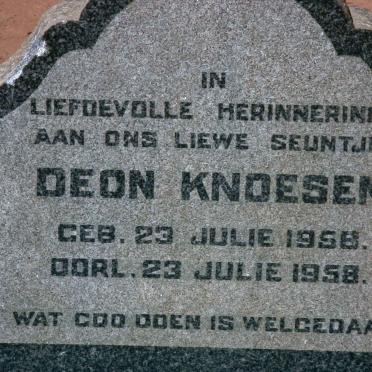 IN
LIEFDEVOLLE HERINNERIN
AAN ONS LIEWE SEUNTJI
DEON KNOESEN
GEB. 23 JULIE 1958.
OORL. 23 JULIE 1958.
WAT GOD DOEN IS WELGEDAA